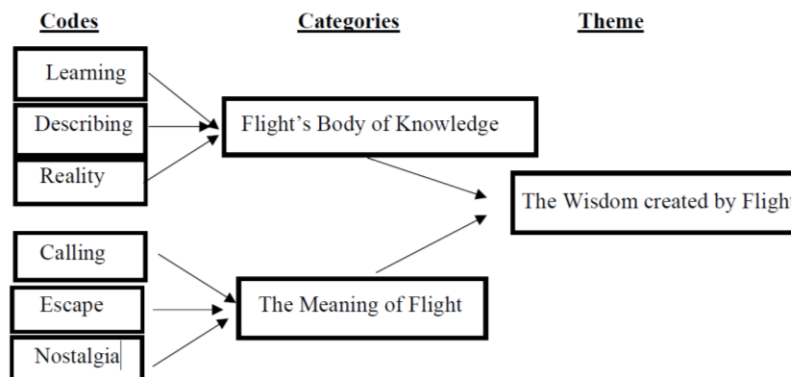 Codes
Categories
Theme
Learning
Describing
Reality
Flight's Body of Knowledge
Calling
Escape
Nostalgia
The Meaning of Flight
The Wisdom created by Flight